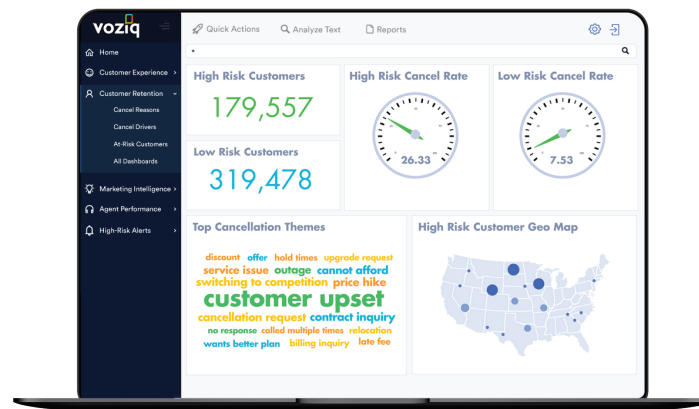 voziq
Quick Actions
Analyze Text
Reports
Home
Customer Experience
Customer Retention
Cancel Reasons
Cancel Drivers
At-Risk Customers
All Dashboards
Marketing Intelligence
Agent Performance
High-Risk Alerts
*
High Risk Customers
179,557
Low Risk Customers
319,478
High Risk Cancel Rate
26.33
Low Risk Cancel Rate
7.53
Top Cancellation Themes
discount offer hold times upgrade request
service issue outage cannot afford
switching to competition price hike
customer upset
cancellation request contract inquiry
no response called multiple times relocation
wants better plan billing inquiry late fee
High Risk Customer Geo Map